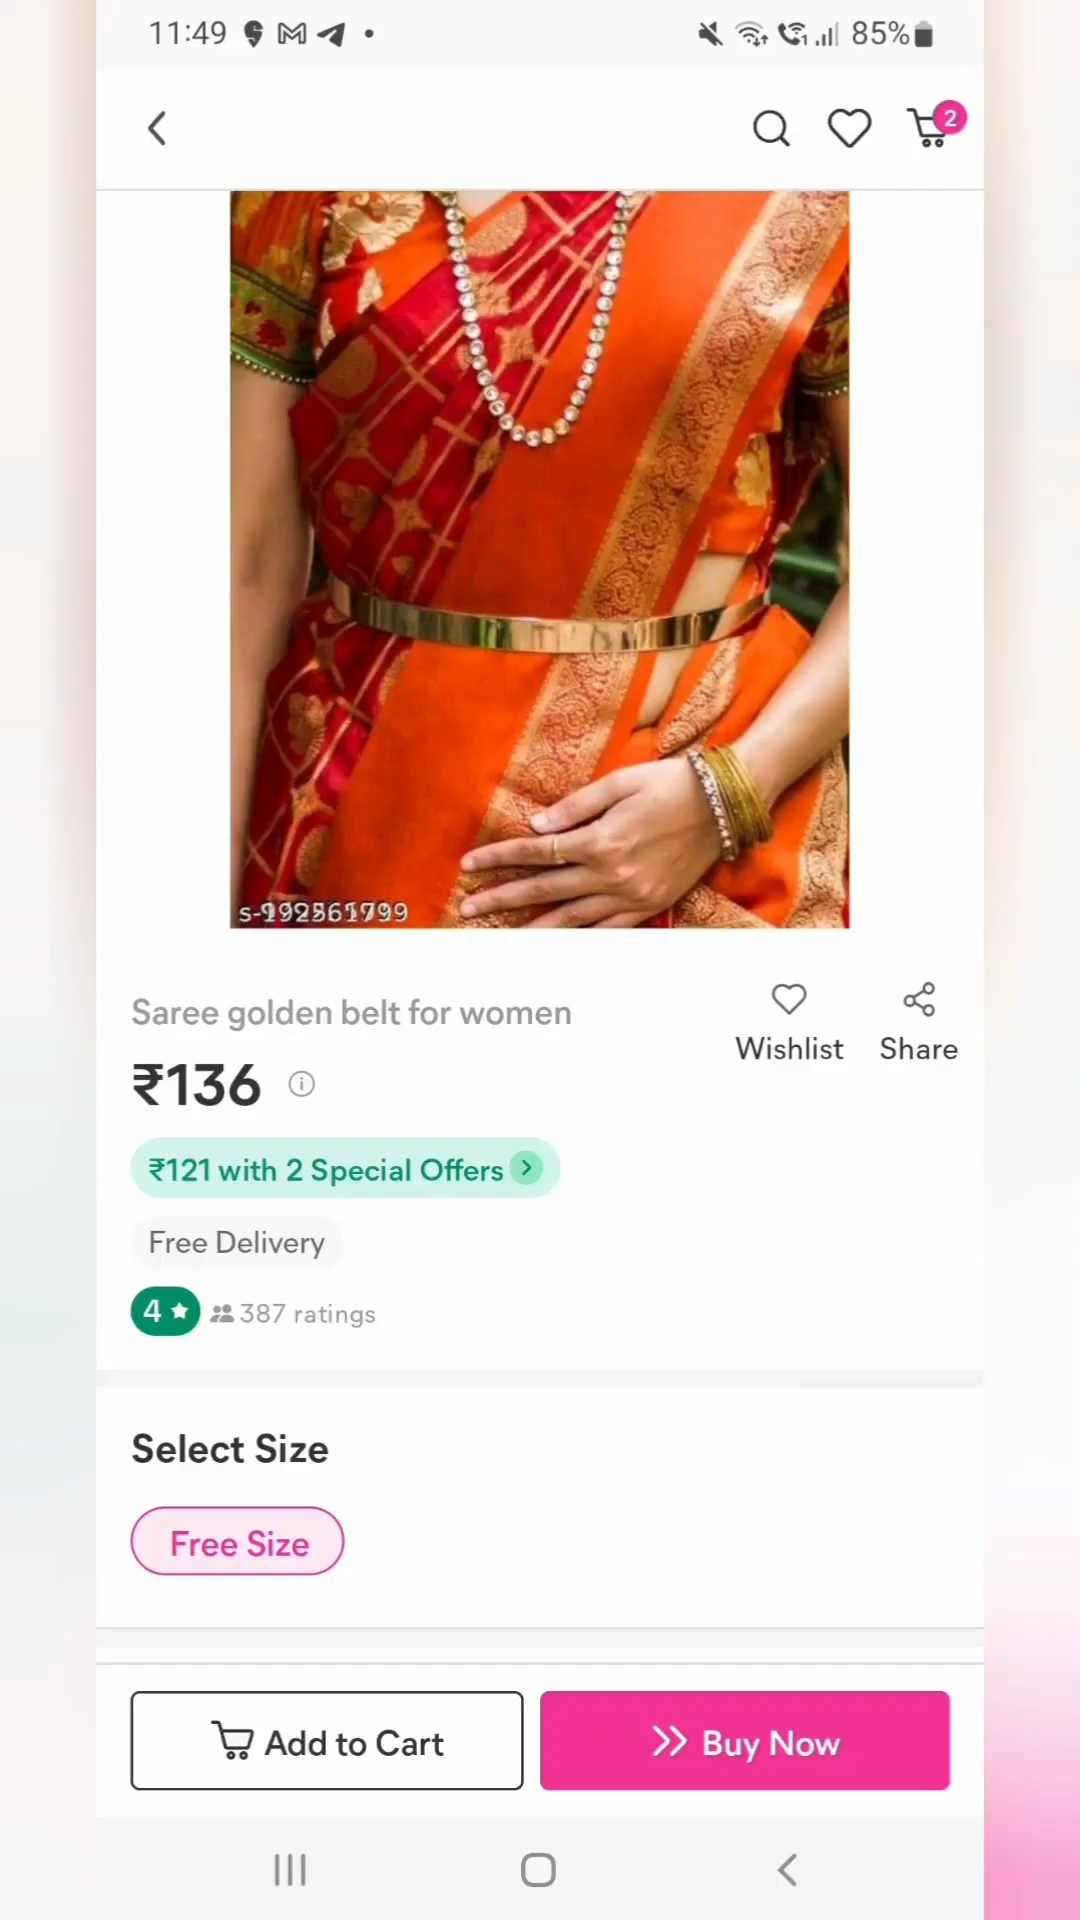 11:49
85%
2
Saree golden belt for women
Wishlist
Share
₹136
₹121 with 2 Special Offers
Free Delivery
4
387 ratings
Select Size
Free Size
Add to Cart
Buy Now